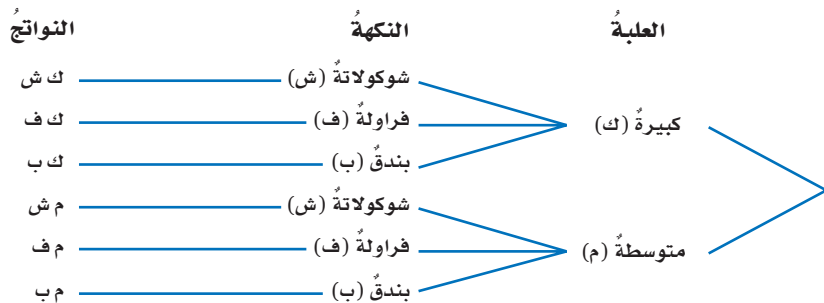 العلبةُ النكهةُ النواتجُ
شوكولاتةٌ (ش) ك ش
كبيرةٌ (ك) فراولةٌ (ف) ك ف
بندقٌ (ب) ك ب
شوكولاتةٌ (ش) م ش
متوسطةٌ (م) فراولةٌ (ف) م ف
بندقٌ (ب) م ب